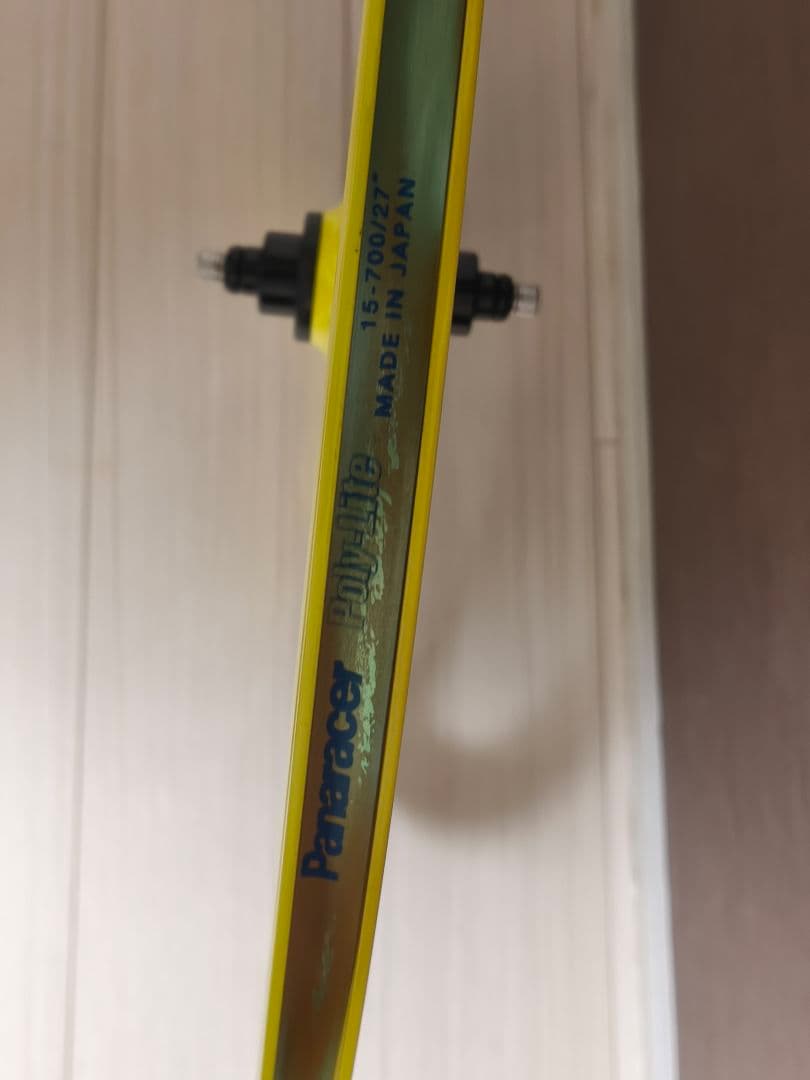 Panaracer Poly-Lite 15-700/27"
MADE IN JAPAN